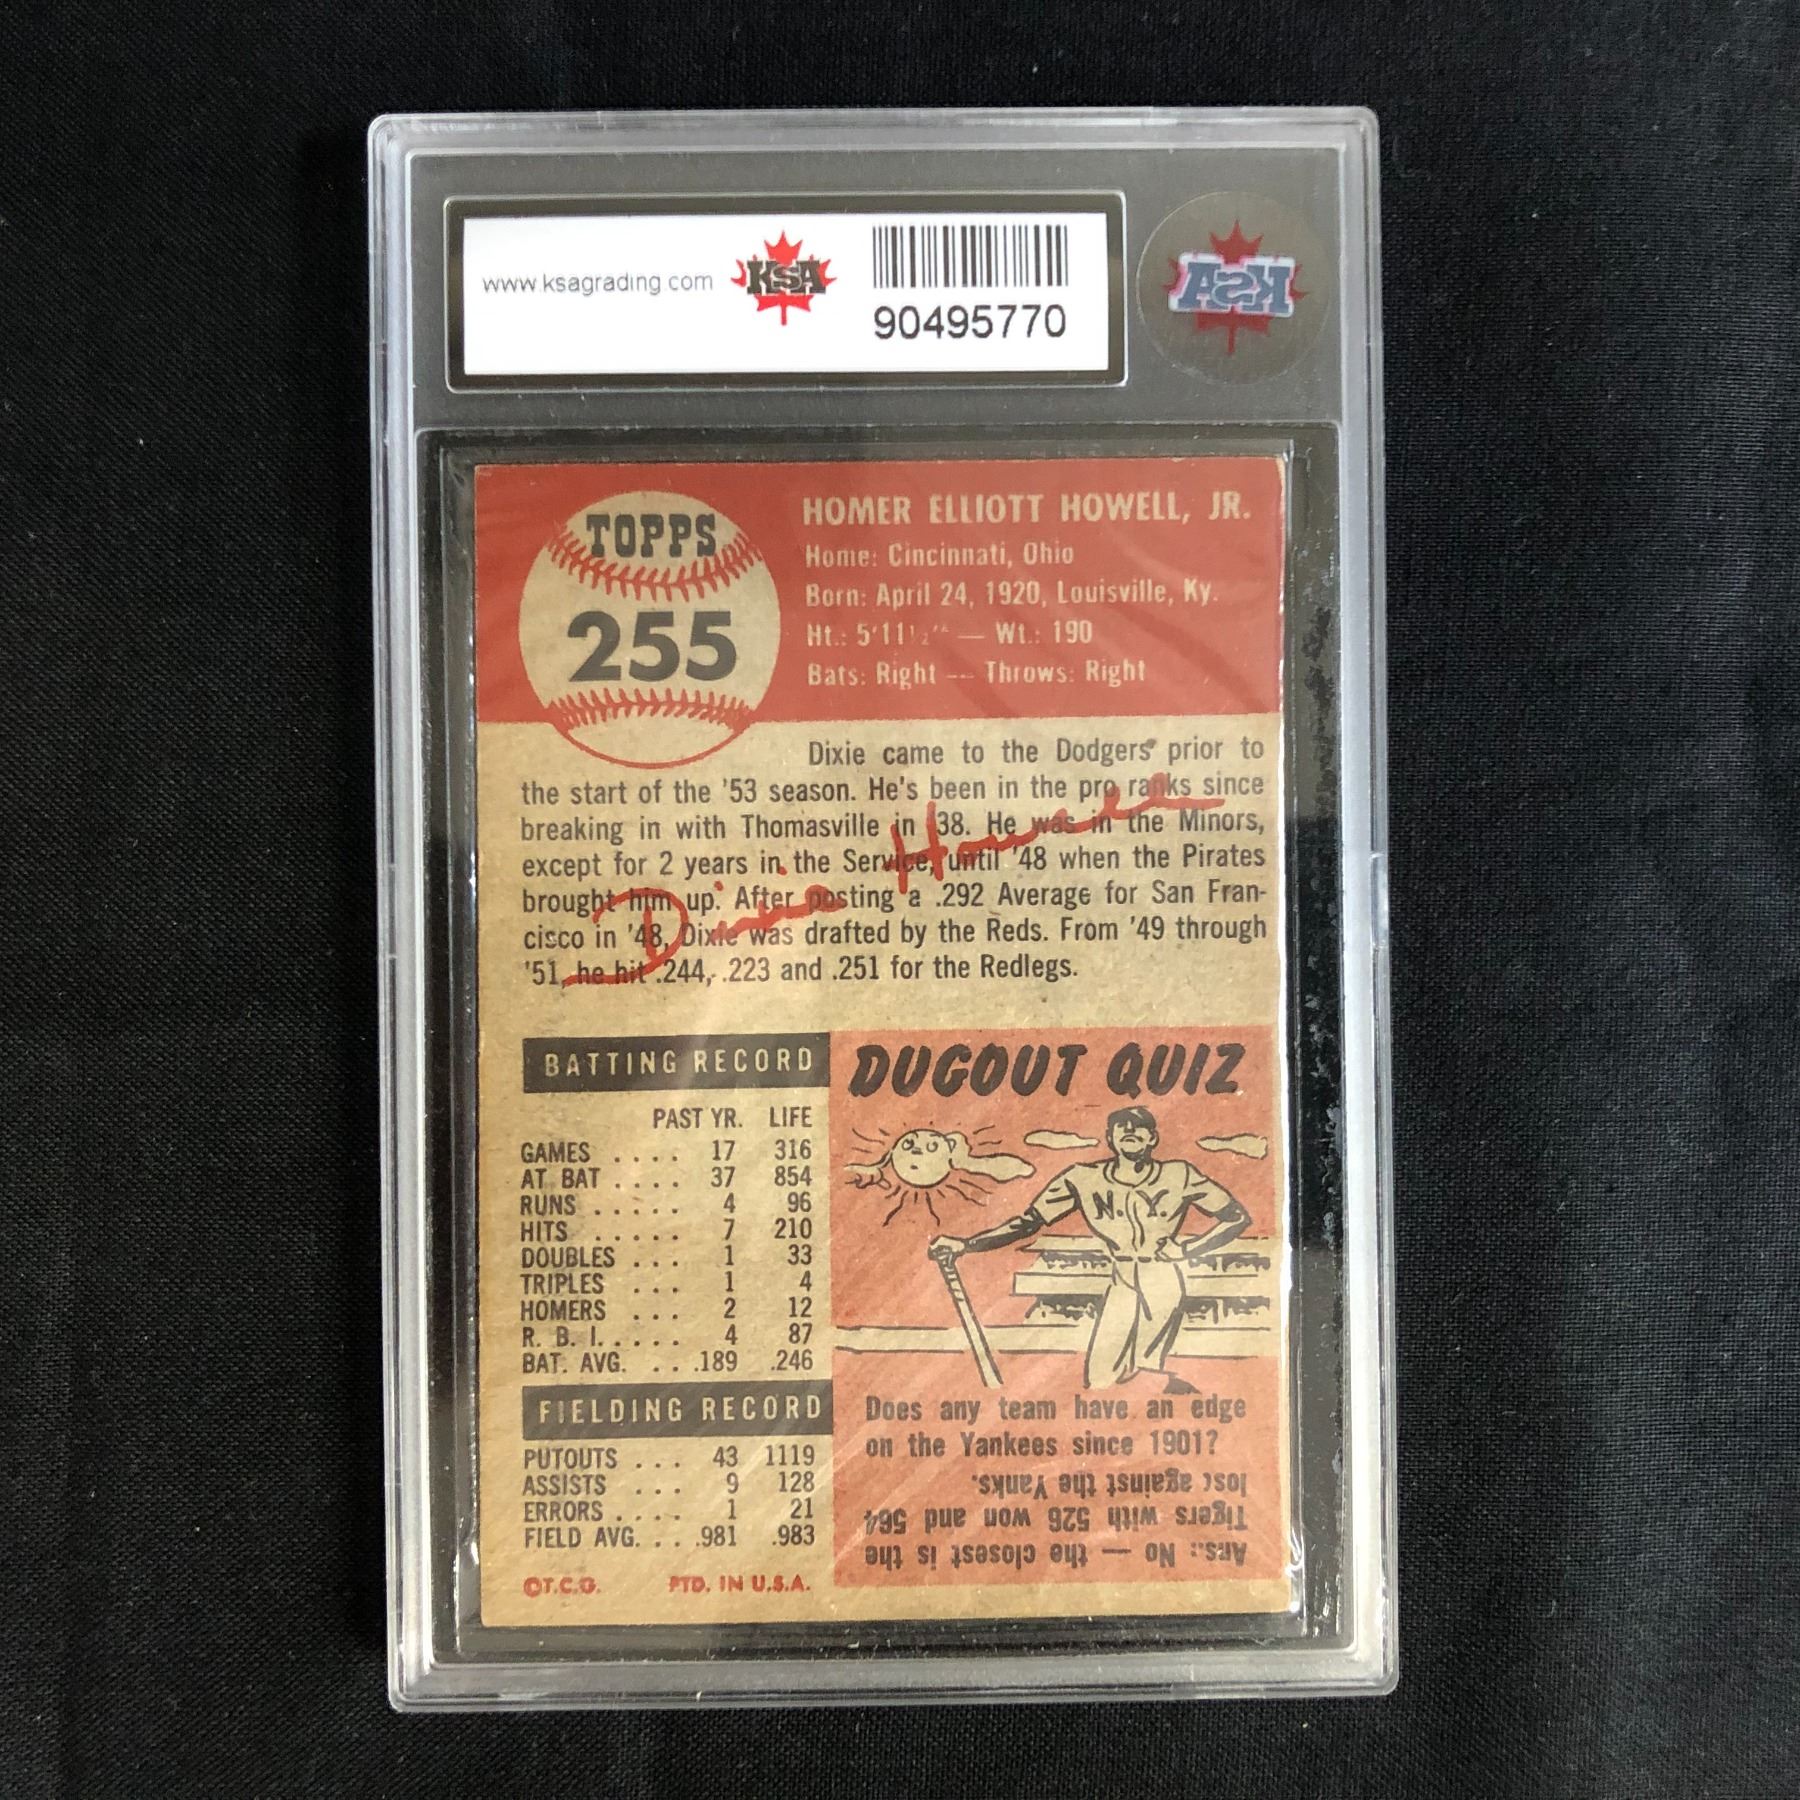 www.ksagrading.com
KSA
90495770
KSA
TOPPS
255
HOMER ELLIOTT HOWELL, JR.
Home: Cincinnati, Ohio
Born: April 24, 1920, Louisville, Ky.
Ht.: 5'11½" — Wt.: 190
Bats: Right — Throws: Right
Dixie came to the Dodgers prior to
the start of the '53 season. He's been in the pro ranks since
breaking in with Thomasville in '38. He was in the Minors,
except for 2 years in the Service, until '48 when the Pirates
brought him up. After posting a .292 Average for San Fran-
cisco in '48, Dixie was drafted by the Reds. From '49 through
'51, he hit .244, .223 and .251 for the Redlegs.
Dixie Howell
BATTING RECORD
PAST YR. LIFE
GAMES .... 17 316
AT BAT .... 37 854
RUNS ..... 4 96
HITS ...... 7 210
DOUBLES ... 1 33
TRIPLES ... 1 4
HOMERS ... 2 12
R. B. I. .... 4 87
BAT. AVG. ... .189 .246
FIELDING RECORD
PUTOUTS ... 43 1119
ASSISTS ... 9 128
ERRORS .... 1 21
FIELD AVG. ... .981 .983
©T.C.G. PTD. IN U.S.A.
DUGOUT QUIZ
N.Y.
Does any team have an edge
on the Yankees since 1901?
Ans.: No — the closest is the
Tigers with 526 won and 564
lost against the Yanks.